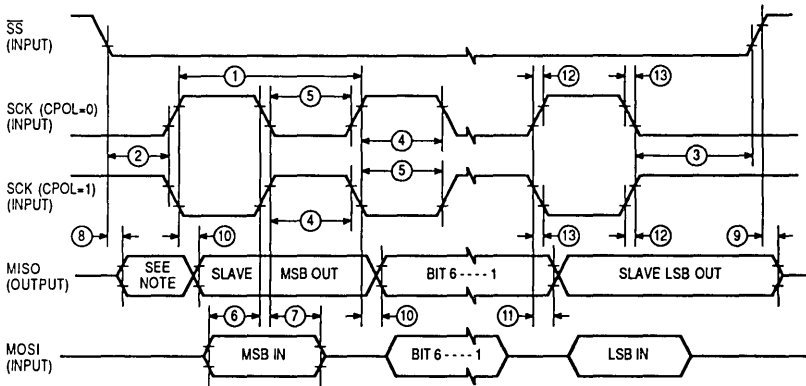 SS
(INPUT)
① ⑤ ⑫ ⑬
SCK (CPOL=0)
(INPUT)
② ④ ③
⑤
SCK (CPOL=1)
(INPUT)
④
⑧ ⑩ ⑬ ⑫ ⑨
MISO
(OUTPUT)
SEE
NOTE
SLAVE MSB OUT BIT 6 - - - - 1 SLAVE LSB OUT
⑥ ⑦ ⑩ ⑪
MOSI
(INPUT)
MSB IN BIT 6 - - - - 1 LSB IN